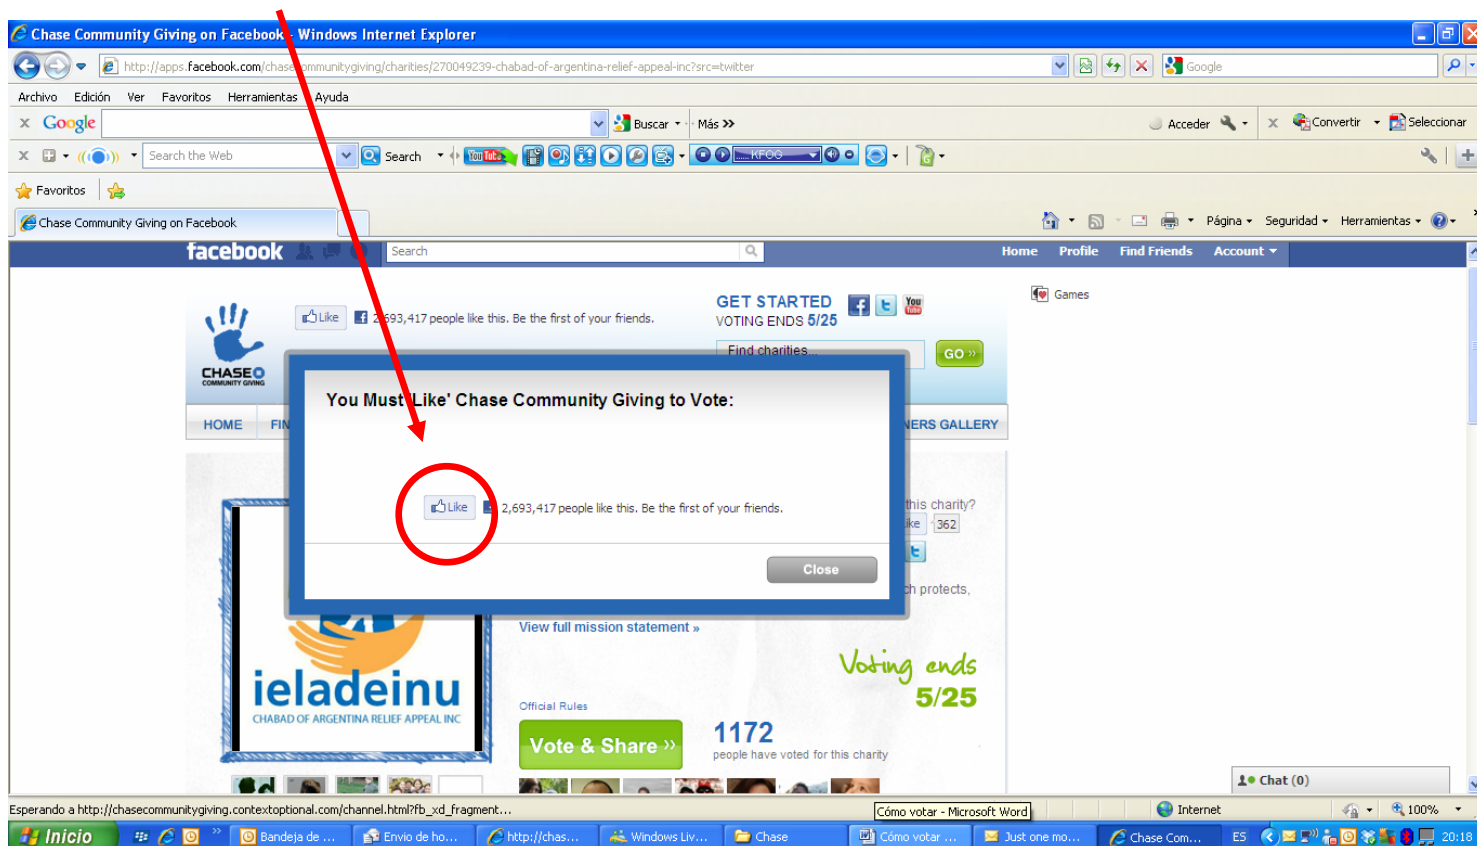 Chase Community Giving on Facebook - Windows Internet Explorer
http://apps.facebook.com/chasecommunitygiving/charities/270049239-chabad-of-argentina-relief-appeal-inc?src=twitter
Google
Archivo Edición Ver Favoritos Herramientas Ayuda
x Google Buscar Más >> Acceder x Convertir Seleccionar
x Search the Web Search YouTube KFOG
Favoritos
Chase Community Giving on Facebook Página Seguridad Herramientas
facebook Search Home Profile Find Friends Account
Games
GET STARTED
VOTING ENDS 5/25
Like 2,693,417 people like this. Be the first of your friends.
Find charities... GO »
CHASE
COMMUNITY GIVING
You Must 'Like' Chase Community Giving to Vote:
HOME FIN NERS GALLERY
Like 2,693,417 people like this. Be the first of your friends.
this charity?
ike 362
Close
ch protects,
View full mission statement »
Voting ends
5/25
ieladeinu
CHABAD OF ARGENTINA RELIEF APPEAL INC
Official Rules
Vote & Share »
1172
people have voted for this charity
Chat (0)
Esperando a http://chasecommunitygiving.contextoptional.com/channel.html?fb_xd_fragment...
Cómo votar - Microsoft Word
Internet 100%
Inicio Bandeja de ... Envio de ho... http://chas... Windows Liv... Chase Cómo votar ... Just one mo... Chase Com... ES 20:18